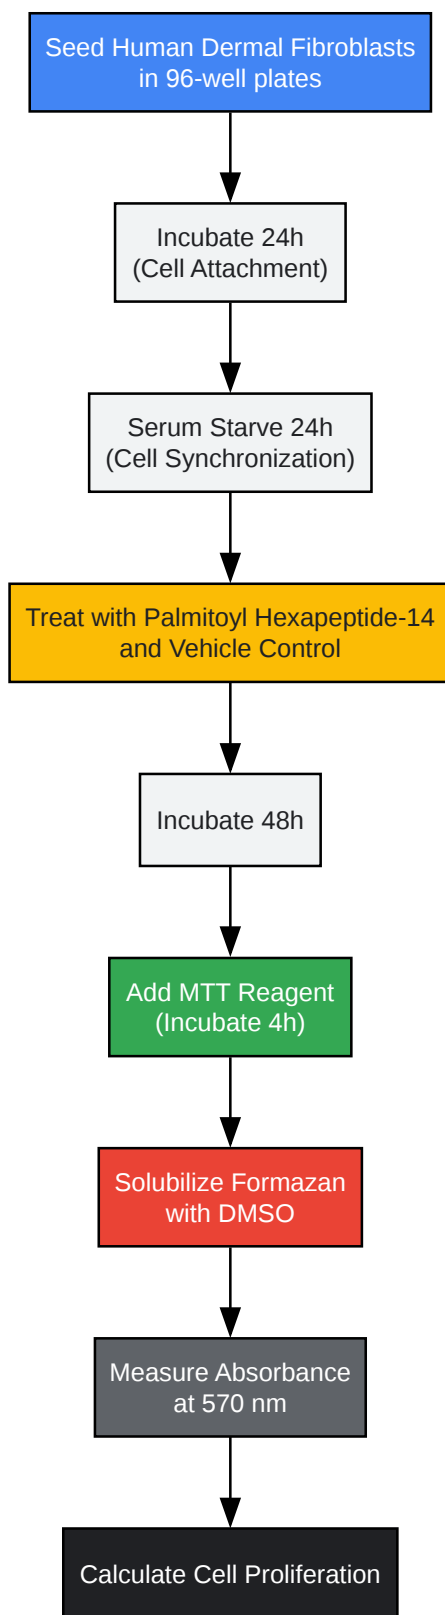 Seed Human Dermal Fibroblasts
in 96-well plates
Incubate 24h
(Cell Attachment)
Serum Starve 24h
(Cell Synchronization)
Treat with Palmitoyl Hexapeptide-14
and Vehicle Control
Incubate 48h
Add MTT Reagent
(Incubate 4h)
Solubilize Formazan
with DMSO
Measure Absorbance
at 570 nm
Calculate Cell Proliferation